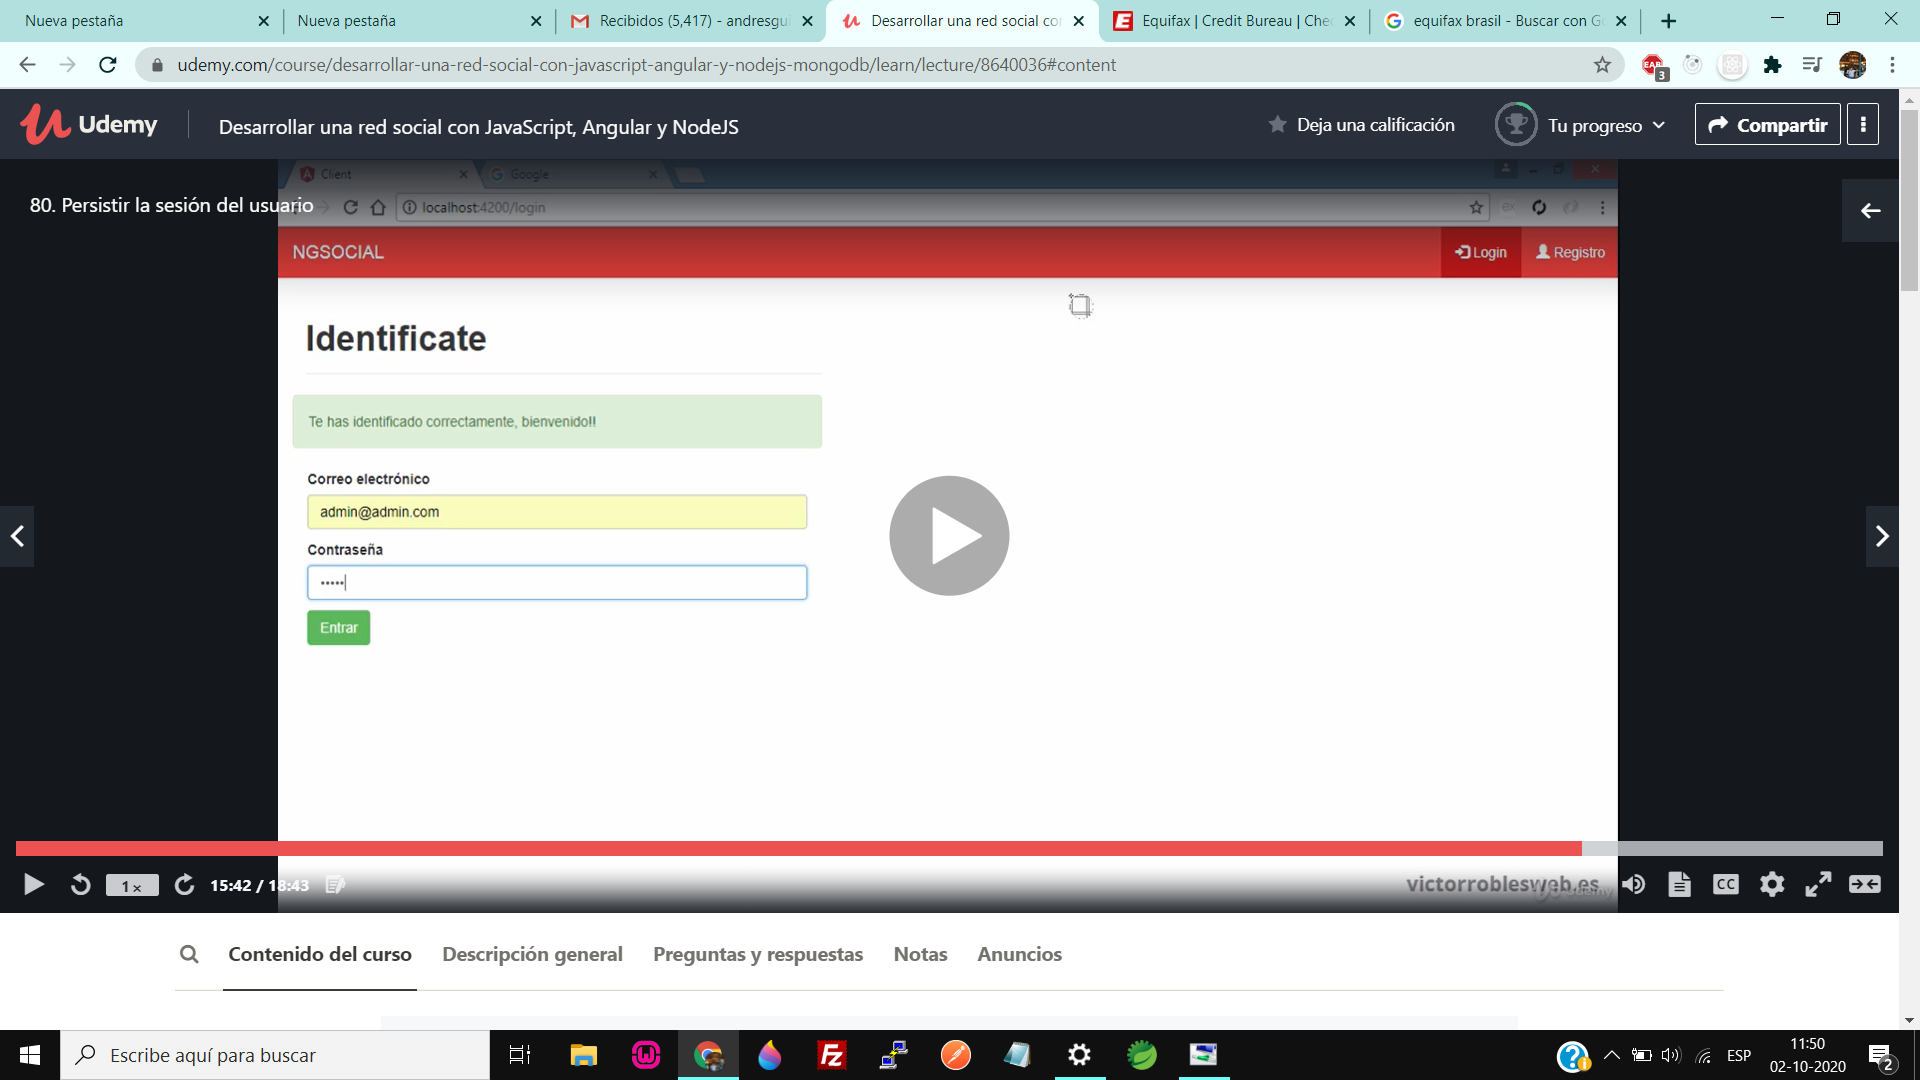 Nueva pestaña
Nueva pestaña
Recibidos (5,417) - andresgui
Desarrollar una red social co
Equifax | Credit Bureau | Che
equifax brasil - Buscar con G
udemy.com/course/desarrollar-una-red-social-con-javascript-angular-y-nodejs-mongodb/learn/lecture/8640036#content
3
Udemy
Desarrollar una red social con JavaScript, Angular y NodeJS
Deja una calificación
Tu progreso
Compartir
Client
Google
80. Persistir la sesión del usuario
localhost:4200/login
NGSOCIAL
Login
Registro
Identificate
Te has identificado correctamente, bienvenido!!
Correo electrónico
admin@admin.com
Contraseña
•••••
Entrar
1×
15:42 / 18:43
victorroblesweb.es
CC
Contenido del curso
Descripción general
Preguntas y respuestas
Notas
Anuncios
Escribe aquí para buscar
ESP
11:50
02-10-2020
2